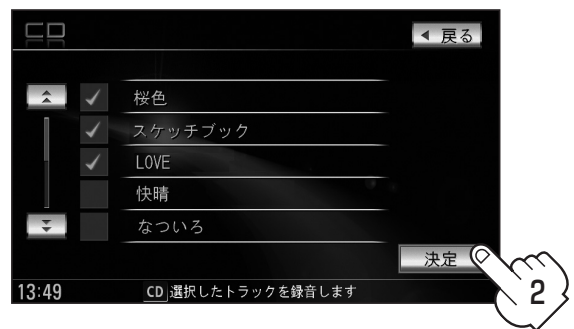 CD
戻る
桜色
スケッチブック
LOVE
快晴
なついろ
決定
2
13:49
CD 選択したトラックを録音します